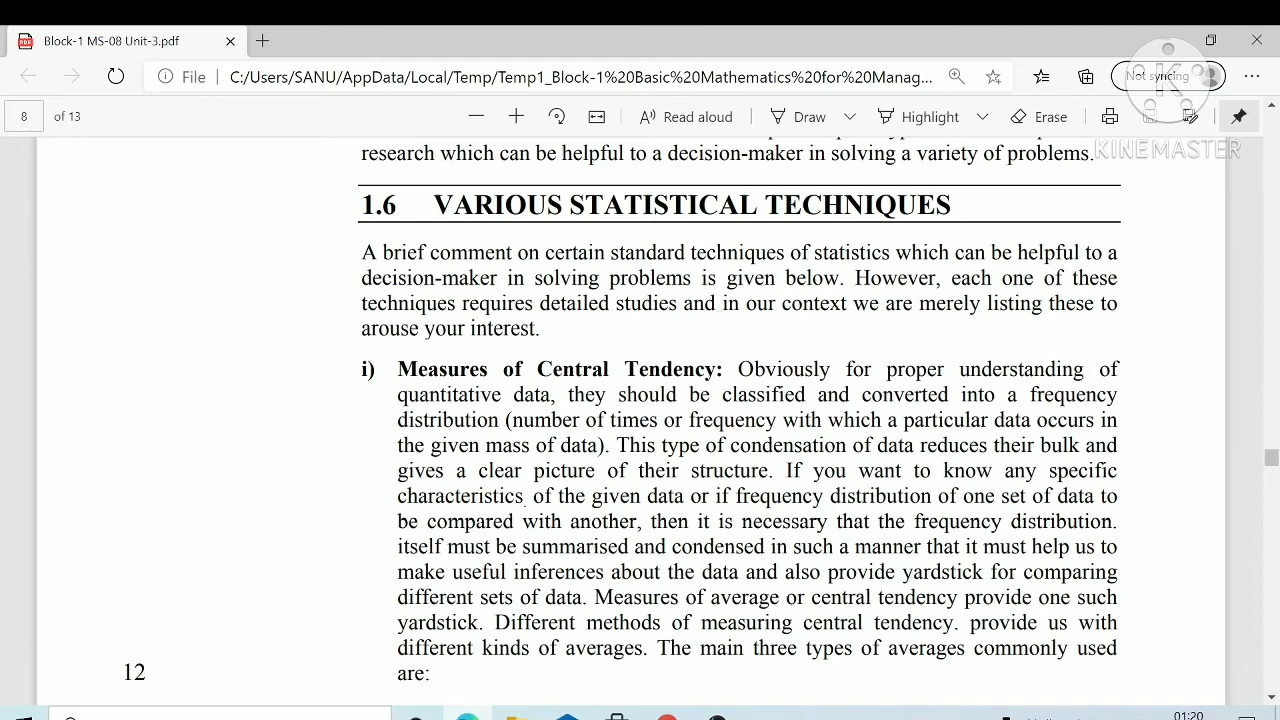 Block-1 MS-08 Unit-3.pdf
File
C:/Users/SANU/AppData/Local/Temp/Temp1_Block-1%20Basic%20Mathematics%20for%20Manag...
Not syncing
8 of 13
Read aloud
Draw
Highlight
Erase
research which can be helpful to a decision-maker in solving a variety of problems.
KINEMASTER
1.6 VARIOUS STATISTICAL TECHNIQUES
A brief comment on certain standard techniques of statistics which can be helpful to a
decision-maker in solving problems is given below. However, each one of these
techniques requires detailed studies and in our context we are merely listing these to
arouse your interest.
i) Measures of Central Tendency: Obviously for proper understanding of
quantitative data, they should be classified and converted into a frequency
distribution (number of times or frequency with which a particular data occurs in
the given mass of data). This type of condensation of data reduces their bulk and
gives a clear picture of their structure. If you want to know any specific
characteristics of the given data or if frequency distribution of one set of data to
be compared with another, then it is necessary that the frequency distribution.
itself must be summarised and condensed in such a manner that it must help us to
make useful inferences about the data and also provide yardstick for comparing
different sets of data. Measures of average or central tendency provide one such
yardstick. Different methods of measuring central tendency. provide us with
different kinds of averages. The main three types of averages commonly used
are:
12
01:20